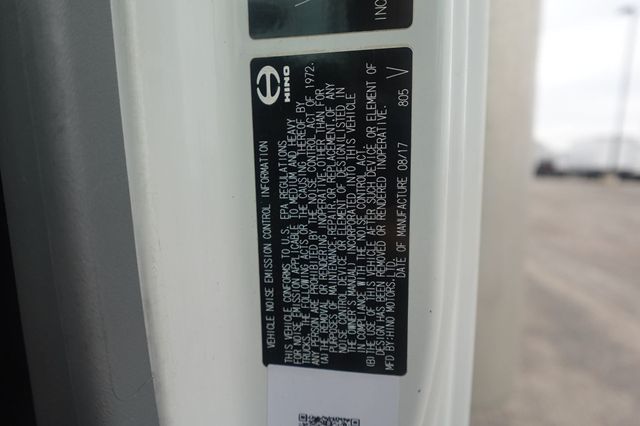 INC
HINO
VEHICLE NOISE EMISSION CONTROL INFORMATION
THIS VEHICLE CONFORMS TO U.S. EPA REGULATIONS
FOR NOISE EMISSION APPLICABLE TO MEDIUM AND HEAVY
TRUCKS. THE FOLLOWING ACTS OR THE CAUSING THEREOF BY
ANY PERSON ARE PROHIBITED BY THE NOISE CONTROL ACT OF 1972.
(A) THE REMOVAL OR RENDERING INOPERATIVE, OTHER THAN FOR
PURPOSES OF MAINTENANCE, REPAIR, OR REPLACEMENT, OF ANY
NOISE CONTROL DEVICE OR ELEMENT OF DESIGN(LISTED IN
THE OWNER'S MANUAL) INCORPORATED INTO THIS VEHICLE
IN COMPLIANCE WITH THE NOISE CONTROL ACT.
(B) THE USE OF THIS VEHICLE AFTER SUCH DEVICE OR ELEMENT OF
DESIGN HAS BEEN REMOVED OR RENDERED INOPERATIVE.
MFD BY:HINO MOTORS, LTD.
DATE OF MANUFACTURE 08/17 805 V